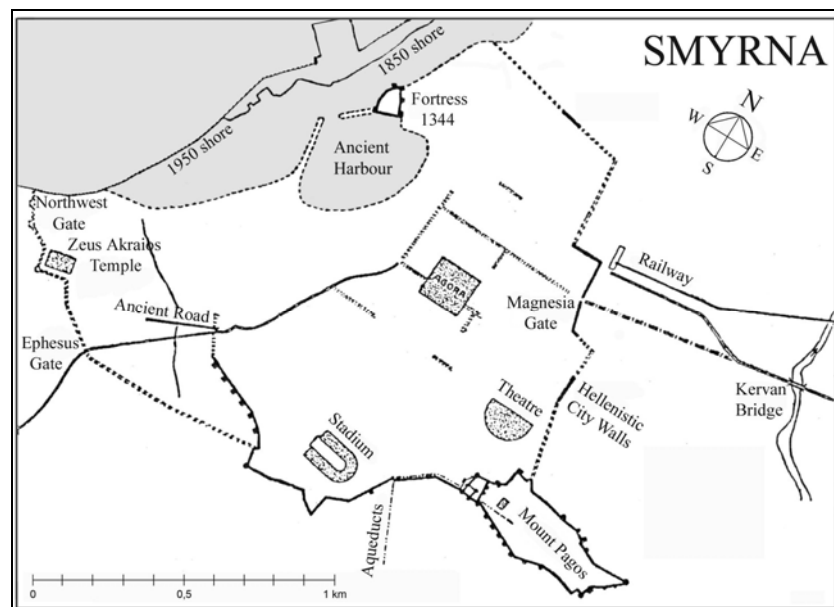 SMYRNA
N
W
E
S
1850 shore
1950 shore
Fortress
1344
Ancient
Harbour
Northwest
Gate
Zeus Akraios
Temple
Ancient Road
Ephesus
Gate
AGORA
Magnesia
Gate
Railway
Kervan
Bridge
Hellenistic
City Walls
Theatre
Stadium
Aqueducts
Mount Pagos
0
0,5
1 km